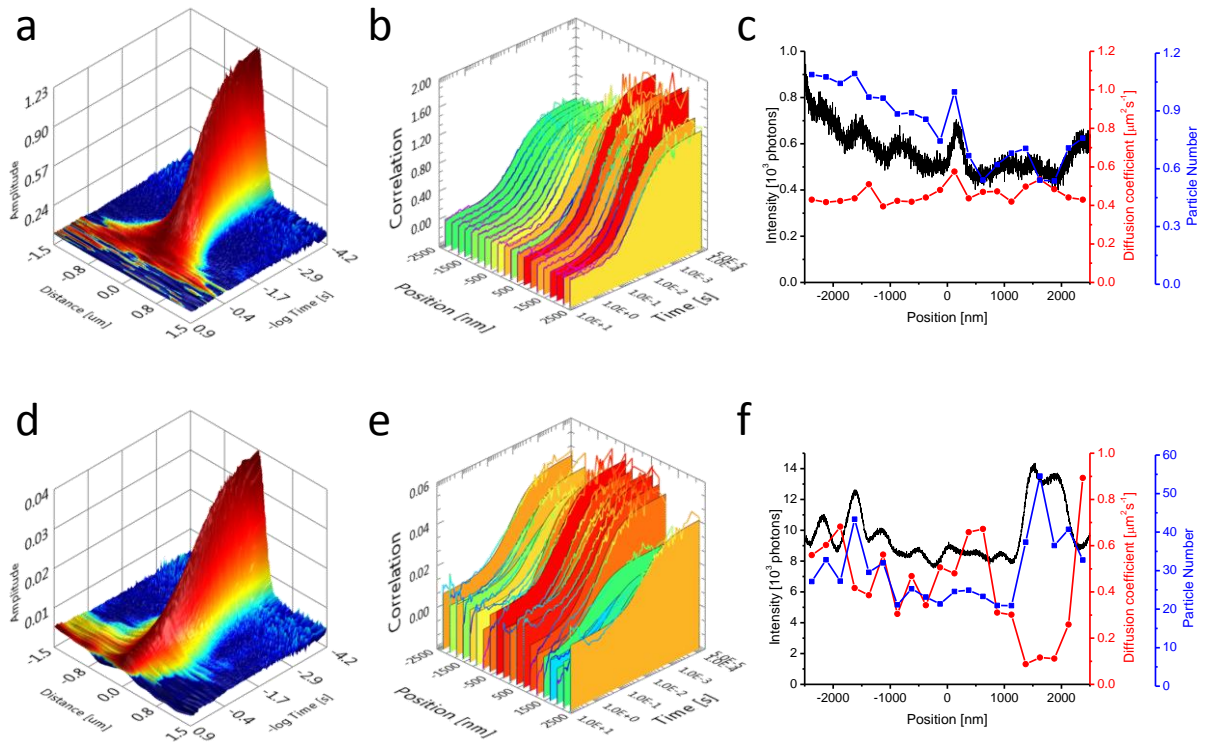 a
1.23
0.90
0.57
0.24
Amplitude
-1.5
-0.8
0.0
0.8
1.5
Distance [um]
0.9
-0.4
-1.7
-2.9
-4.2
-log Time [s]
b
2.00
1.60
1.20
0.80
0.40
0.00
Correlation
-2500
-1500
-500
500
1500
2500
Position [nm]
1.0E+1
1.0E+0
1.0E-1
1.0E-2
1.0E-3
1.0E-4
5.0E-5
Time [s]
c
1.0
0.8
0.6
0.4
0.2
0.0
Intensity [10³ photons]
-2000
-1000
0
1000
2000
Position [nm]
1.2
1.0
0.8
0.6
0.4
0.2
0.0
Diffusion coefficient [µm² s⁻¹]
1.2
0.9
0.6
0.3
0.0
Particle Number
d
0.04
0.03
0.02
0.01
Amplitude
-1.5
-0.8
0.0
0.8
1.5
Distance [um]
0.9
-0.4
-1.7
-2.9
-4.2
-log Time [s]
e
0.06
0.04
0.02
0.00
Correlation
-2500
-1500
-500
500
1500
2500
Position [nm]
1.0E+1
1.0E+0
1.0E-1
1.0E-2
1.0E-3
1.0E-4
5.0E-5
Time [s]
f
14
12
10
8
6
4
2
0
Intensity [10³ photons]
-2000
-1000
0
1000
2000
Position [nm]
1.0
0.8
0.6
0.4
0.2
0.0
Diffusion coefficient [µm² s⁻¹]
60
50
40
30
20
10
0
Particle Number